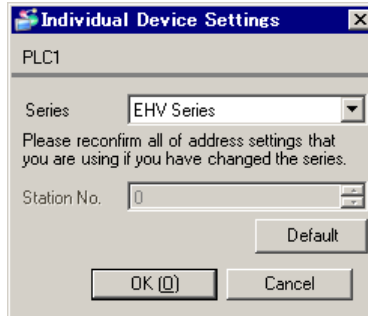 Individual Device Settings
PLC1
Series EHV Series
Please reconfirm all of address settings that
you are using if you have changed the series.
Station No. 0
Default
OK (O) Cancel